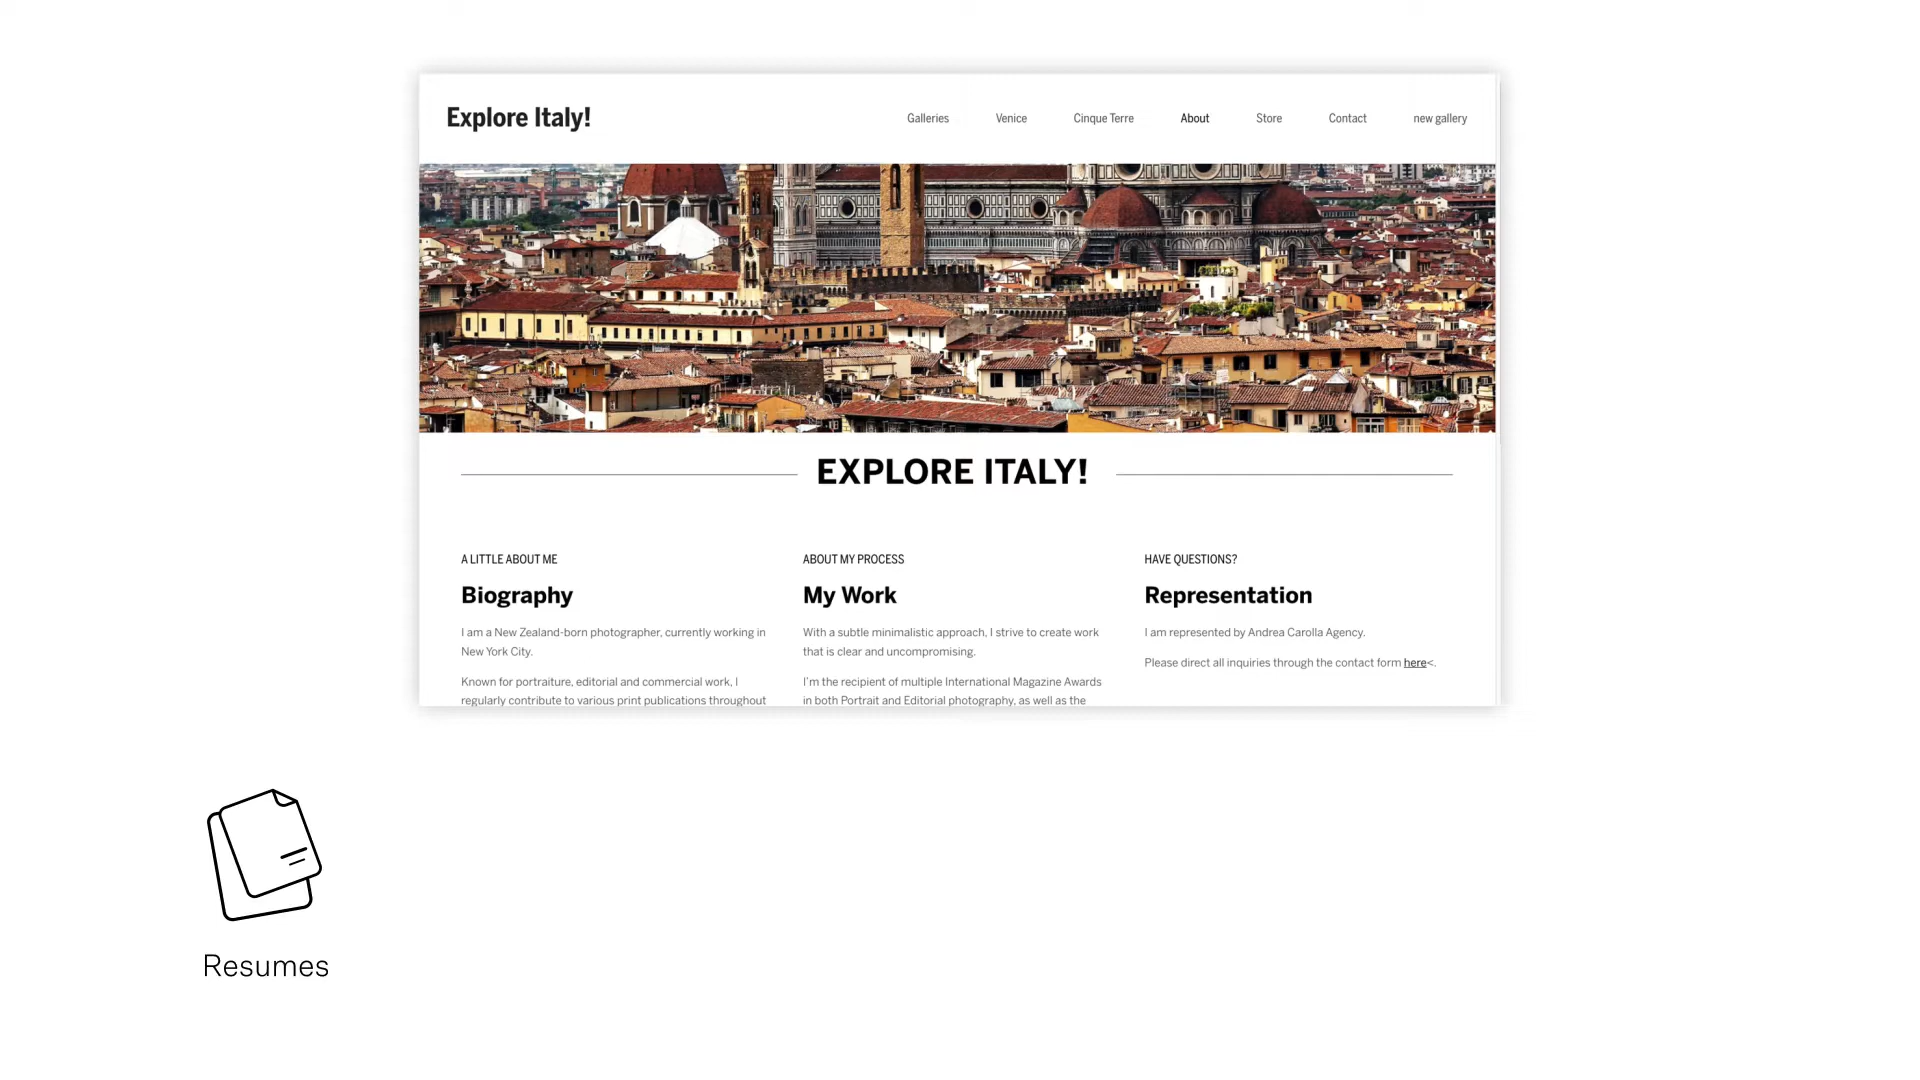 Explore Italy!
Galleries Venice Cinque Terre About Store Contact new gallery
EXPLORE ITALY!
A LITTLE ABOUT ME
Biography
I am a New Zealand-born photographer, currently working in
New York City.
Known for portraiture, editorial and commercial work, I
regularly contribute to various print publications throughout
ABOUT MY PROCESS
My Work
With a subtle minimalistic approach, I strive to create work
that is clear and uncompromising.
I'm the recipient of multiple International Magazine Awards
in both Portrait and Editorial photography, as well as the
HAVE QUESTIONS?
Representation
I am represented by Andrea Carolla Agency.
Please direct all inquiries through the contact form here<.
Resumes